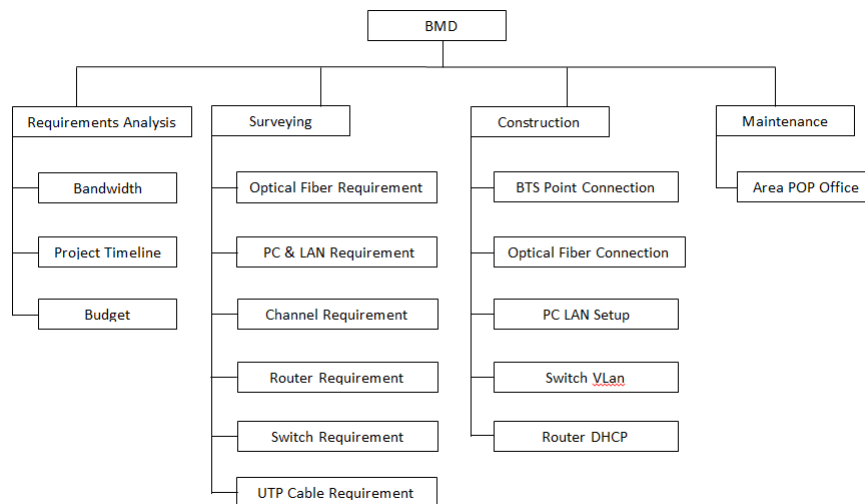 BMD
Requirements Analysis
Bandwidth
Project Timeline
Budget
Surveying
Optical Fiber Requirement
PC & LAN Requirement
Channel Requirement
Router Requirement
Switch Requirement
UTP Cable Requirement
Construction
BTS Point Connection
Optical Fiber Connection
PC LAN Setup
Switch VLan
Router DHCP
Maintenance
Area POP Office